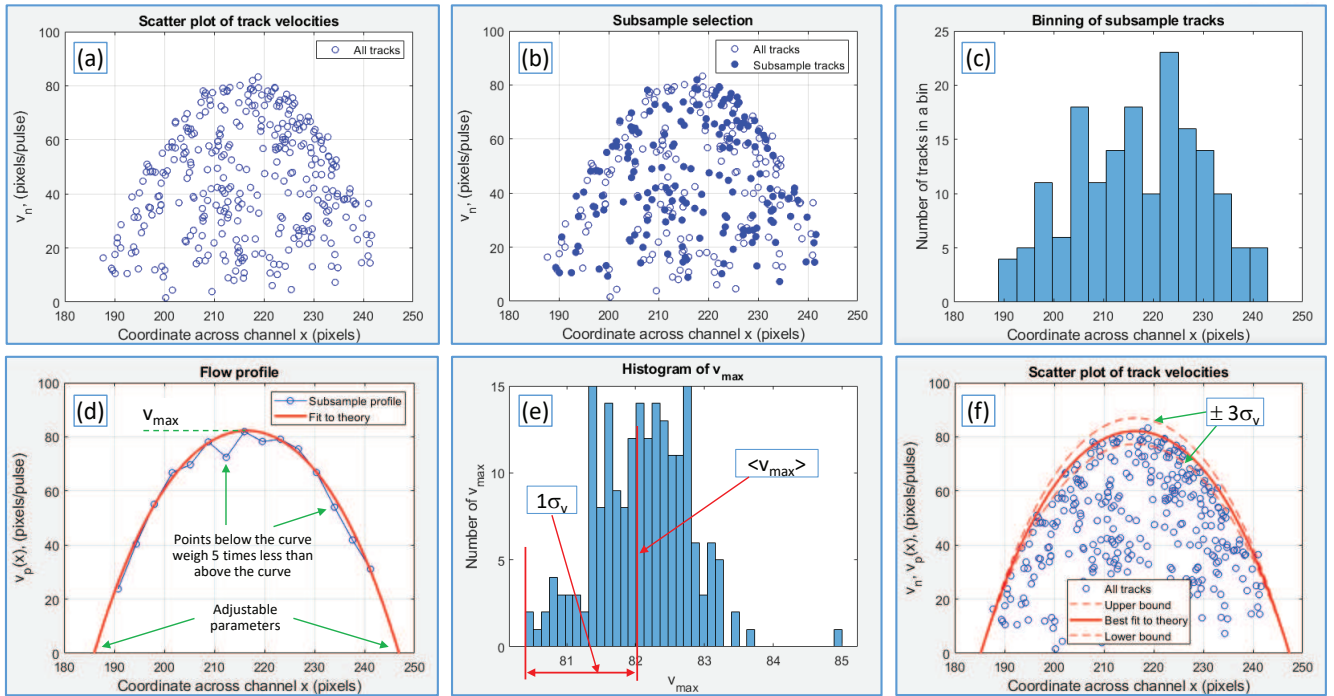 Scatter plot of track velocities
(a)
All tracks
100
80
60
40
20
0
vₙ, (pixels/pulse)
180 190 200 210 220 230 240 250
Coordinate across channel x (pixels)
Subsample selection
(b)
All tracks
Subsample tracks
100
80
60
40
20
0
vₙ, (pixels/pulse)
180 190 200 210 220 230 240 250
Coordinate across channel x (pixels)
Binning of subsample tracks
(c)
25
20
15
10
5
0
Number of tracks in a bin
180 190 200 210 220 230 240 250
Coordinate across channel x (pixels)
Flow profile
(d)
Subsample profile
Fit to theory
v_max
100
80
60
40
20
0
v_p(x), (pixels/pulse)
Points below the curve
weigh 5 times less than
above the curve
Adjustable
parameters
180 190 200 210 220 230 240 250
Coordinate across channel x (pixels)
Histogram of v_max
(e)
15
10
5
0
Number of v_max
<v_max>
1σᵥ
81 82 83 84 85
v_max
Scatter plot of track velocities
(f)
± 3σᵥ
100
80
60
40
20
0
vₙ, v_p(x), (pixels/pulse)
All tracks
Upper bound
Best fit to theory
Lower bound
180 190 200 210 220 230 240 250
Coordinate across channel x (pixels)